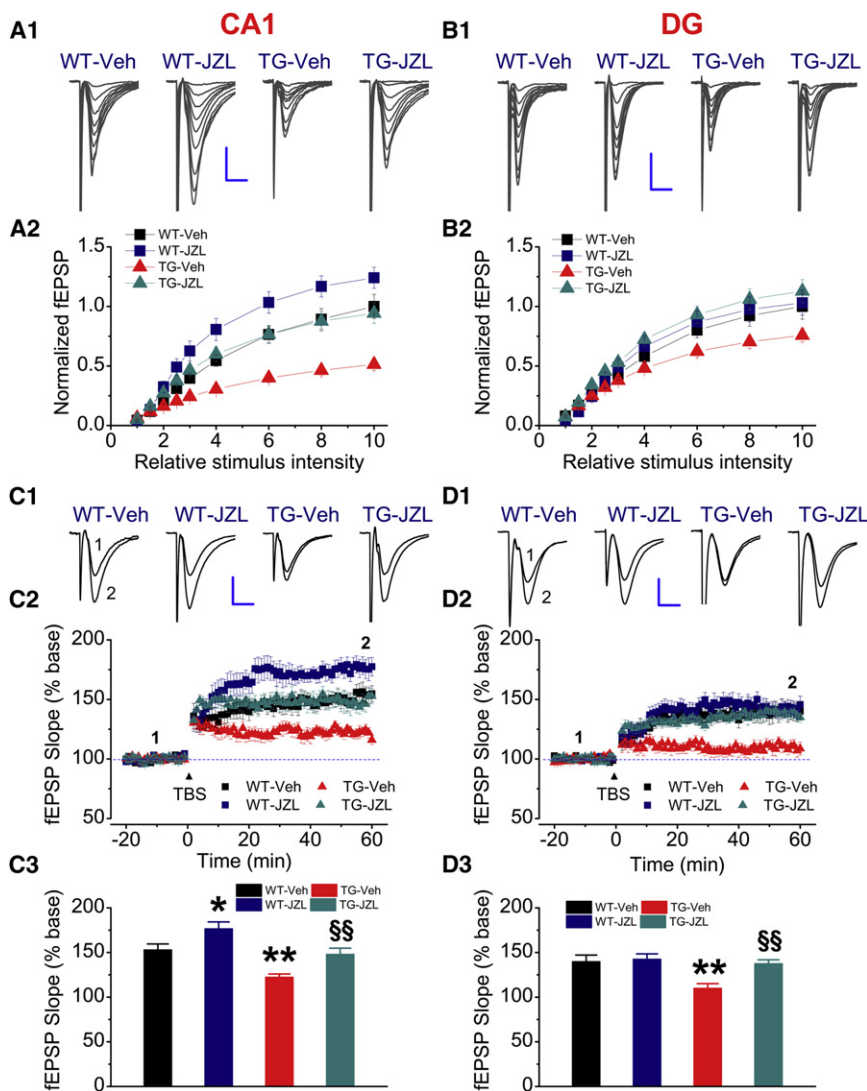 CA1
DG
A1
WT-Veh WT-JZL TG-Veh TG-JZL
B1
WT-Veh WT-JZL TG-Veh TG-JZL
A2
WT-Veh
WT-JZL
TG-Veh
TG-JZL
Normalized fEPSP
1.5
1.0
0.5
0.0
0 2 4 6 8 10
Relative stimulus intensity
B2
WT-Veh
WT-JZL
TG-Veh
TG-JZL
Normalized fEPSP
1.5
1.0
0.5
0.0
0 2 4 6 8 10
Relative stimulus intensity
C1
WT-Veh WT-JZL TG-Veh TG-JZL
1
2
D1
WT-Veh WT-JZL TG-Veh TG-JZL
1
2
C2
fEPSP Slope (% base)
200
150
100
50
1
2
TBS
WT-Veh TG-Veh
WT-JZL TG-JZL
-20 0 20 40 60
Time (min)
D2
fEPSP Slope (% base)
200
150
100
50
1
2
TBS
WT-Veh TG-Veh
WT-JZL TG-JZL
-20 0 20 40 60
Time (min)
C3
fEPSP Slope (% base)
200
150
100
50
0
WT-Veh TG-Veh
WT-JZL TG-JZL
* ** §§
D3
fEPSP Slope (% base)
200
150
100
50
0
WT-Veh TG-Veh
WT-JZL TG-JZL
** §§